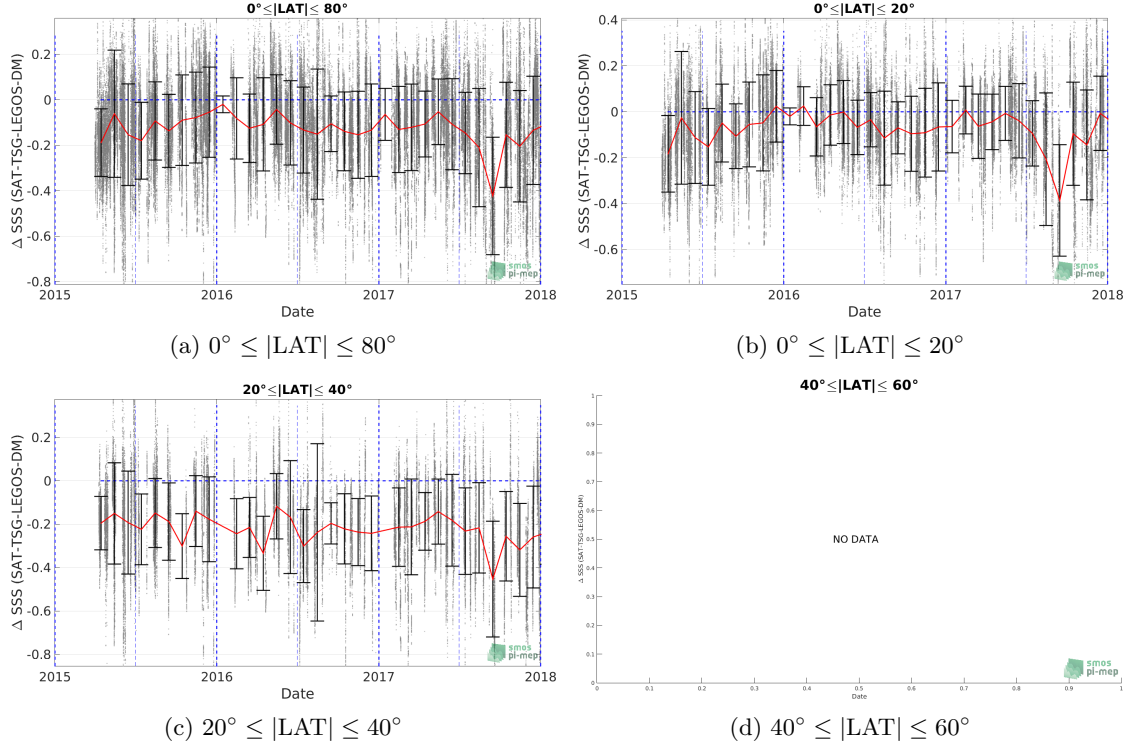 0°≤|LAT|≤ 80°
Δ SSS (SAT-TSG-LEGOS-DM)
0.2
0
-0.2
-0.4
-0.6
-0.8
2015 2016 2017 2018
Date
smos
pi-mep
(a) 0° ≤ |LAT| ≤ 80°
0°≤|LAT|≤ 20°
Δ SSS (SAT-TSG-LEGOS-DM)
0.4
0.2
0
-0.2
-0.4
-0.6
2015 2016 2017 2018
Date
smos
pi-mep
(b) 0° ≤ |LAT| ≤ 20°
20°≤|LAT|≤ 40°
Δ SSS (SAT-TSG-LEGOS-DM)
0.2
0
-0.2
-0.4
-0.6
-0.8
2015 2016 2017 2018
Date
smos
pi-mep
(c) 20° ≤ |LAT| ≤ 40°
40°≤|LAT|≤ 60°
Δ SSS (SAT-TSG-LEGOS-DM)
1
0.9
0.8
0.7
0.6
0.5
0.4
0.3
0.2
0.1
0
NO DATA
0 0.1 0.2 0.3 0.4 0.5 0.6 0.7 0.8 0.9 1
Date
smos
pi-mep
(d) 40° ≤ |LAT| ≤ 60°